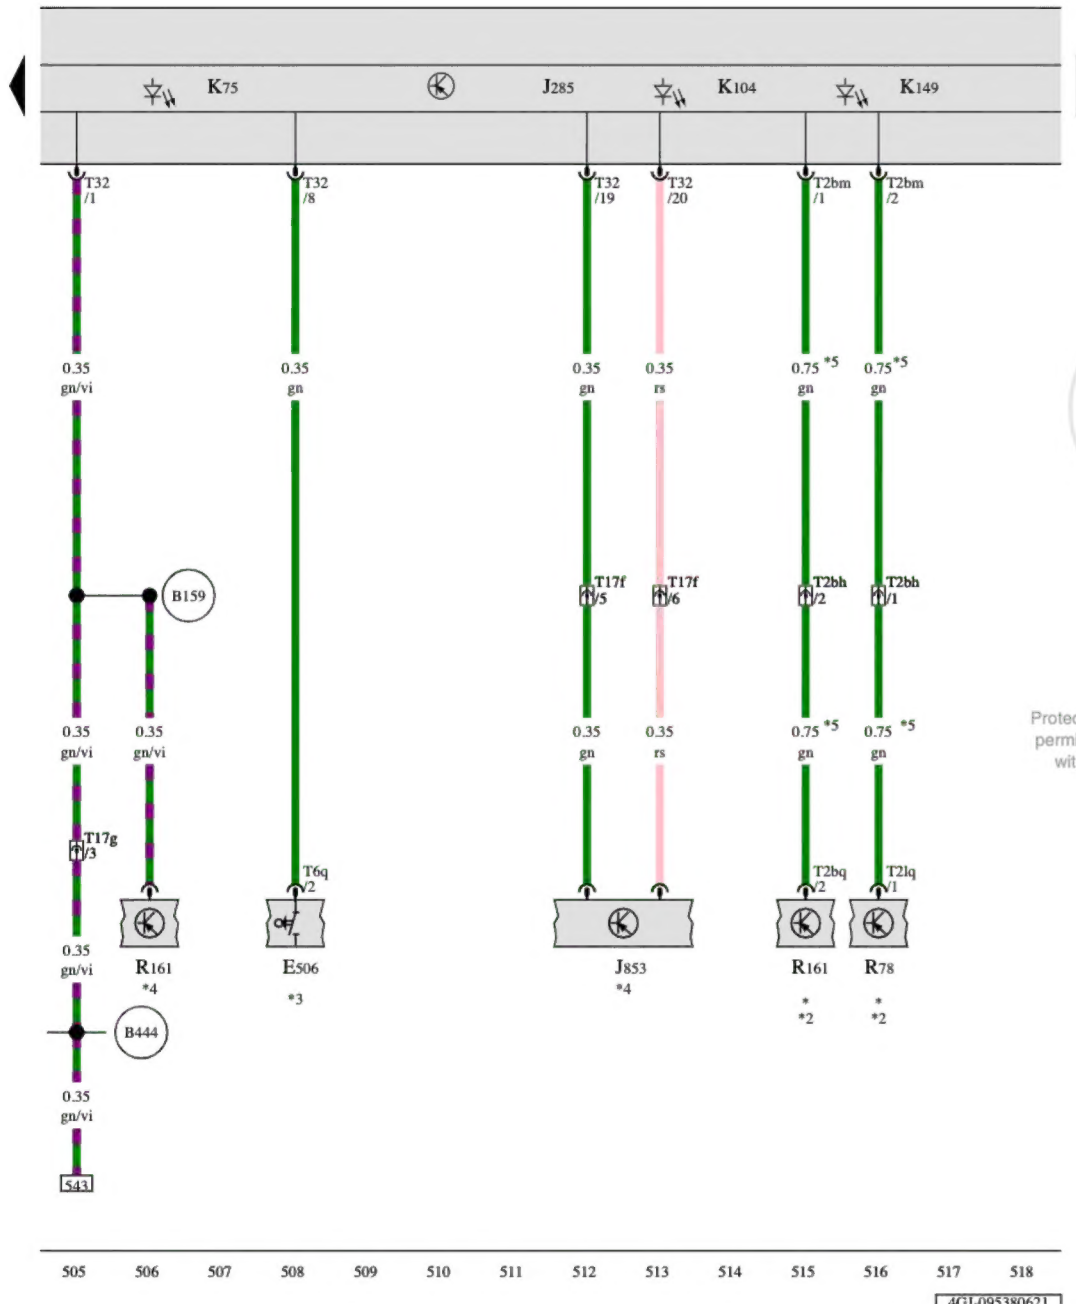 K75 J285 K104 K149
T32 T32 T32 T32 T2bm T2bm
/1 /8 /19 /20 /1 /2
0.35 0.35 0.35 0.35 0.75 *5 0.75 *5
gn/vi gn gn rs gn gn
T17f T17f T2bh T2bh
B159 /5 /6 /2 /1
0.35 0.35 0.35 0.35 0.75 *5 0.75 *5
gn/vi gn/vi gn rs gn gn
Protec
permi
wit
T17g
/3
T6q T2bq T2lq
/2 /2 /1
0.35
gn/vi
R161 E506 J853 R161 R78
*4 *3 *4 * *
*2 *2
B444
0.35
gn/vi
543
505 506 507 508 509 510 511 512 513 514 515 516 517 518